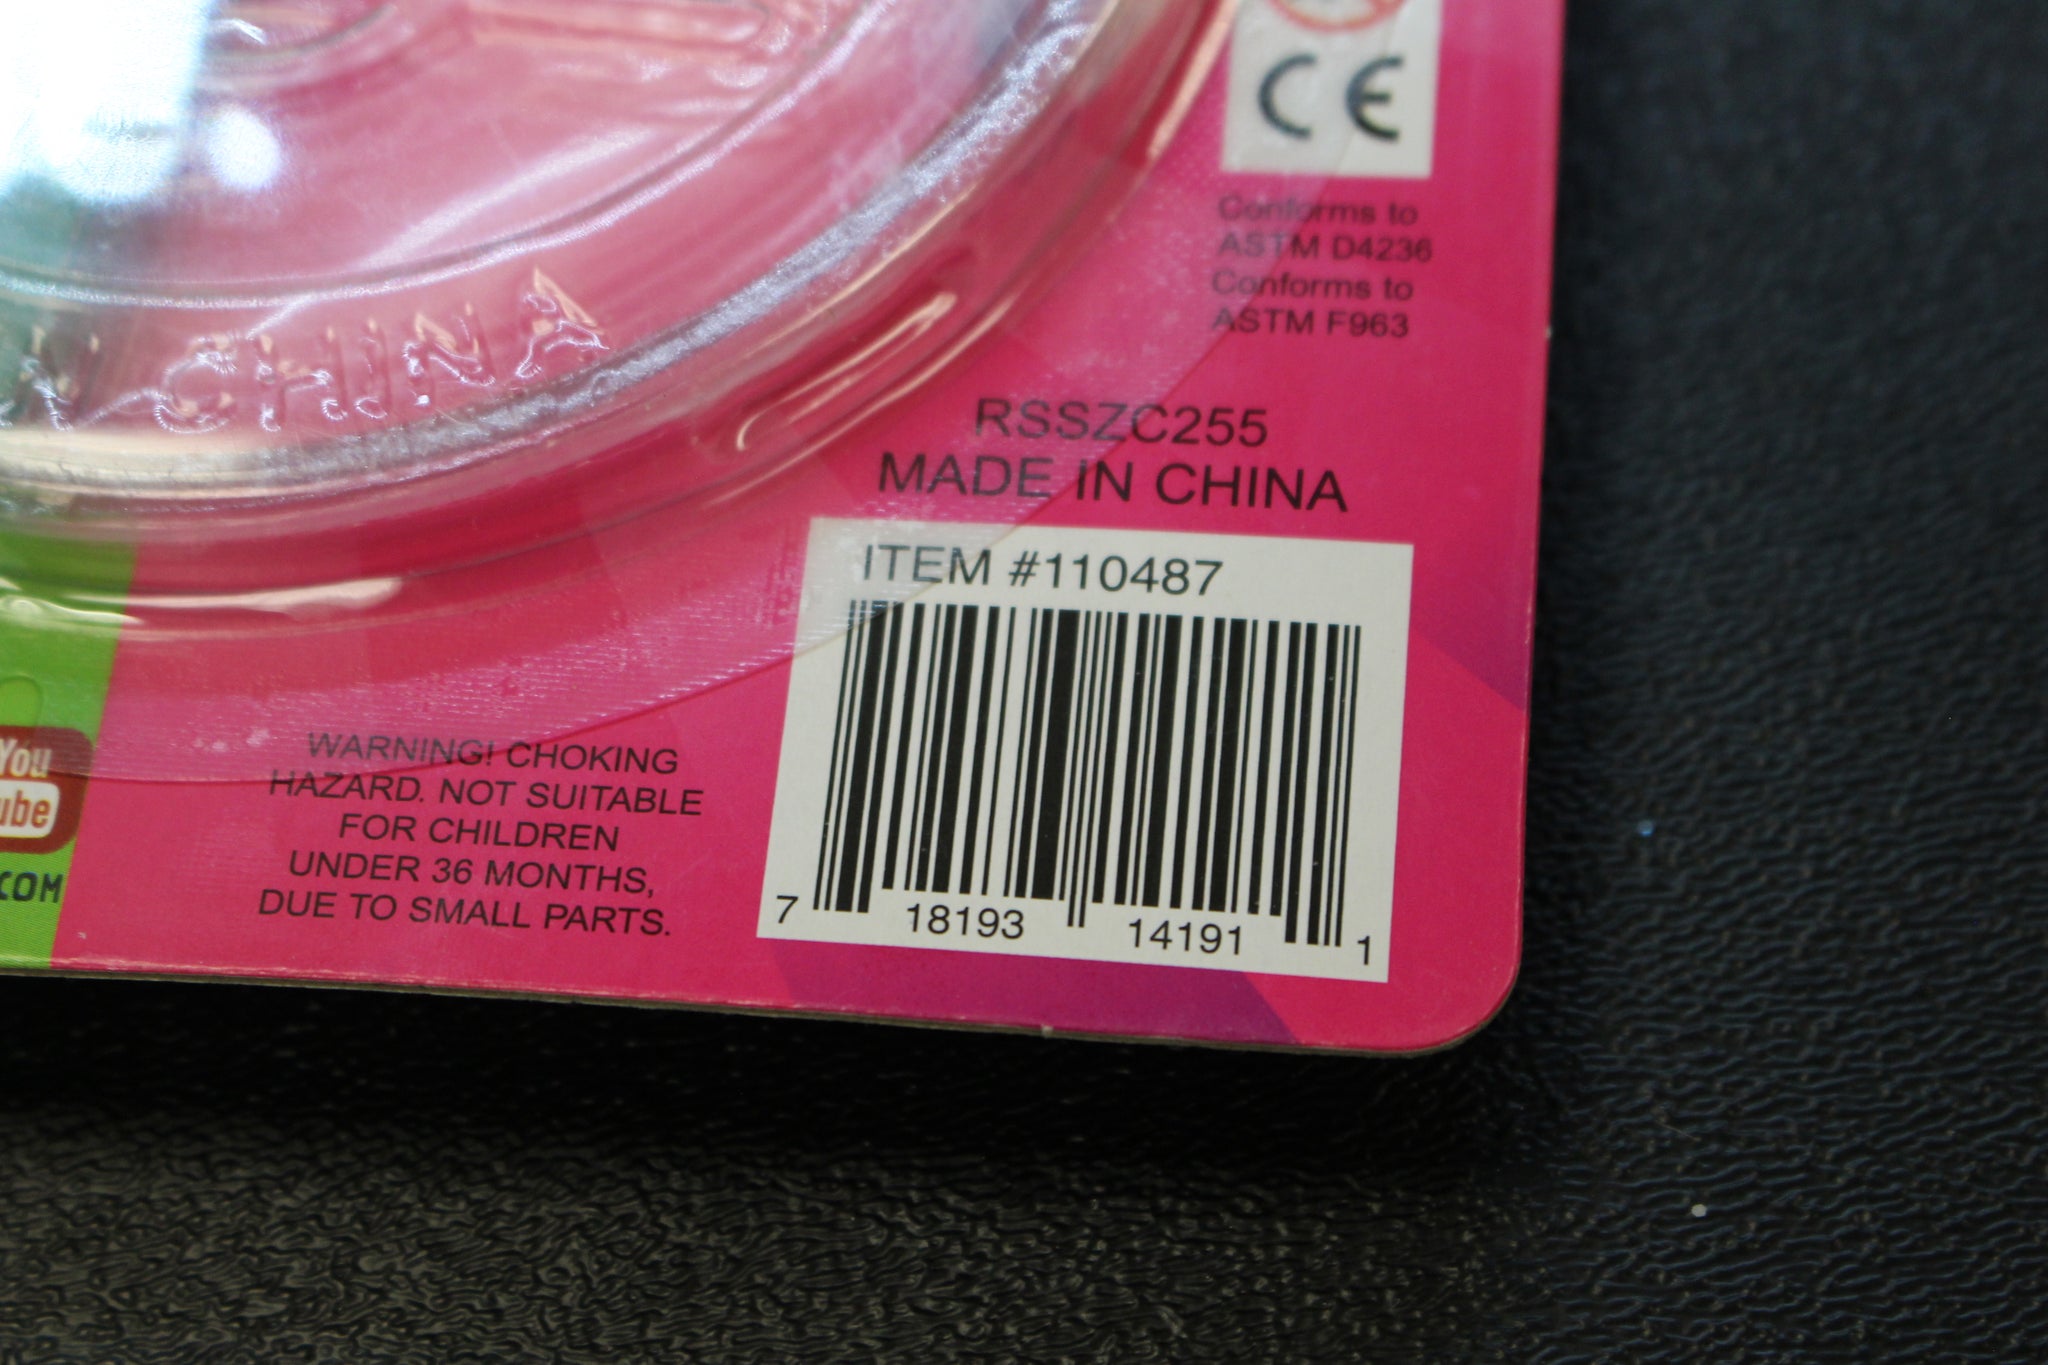 CE
Conforms to
ASTM D4236
Conforms to
ASTM F963
CHINA
RSSZC255
MADE IN CHINA
ITEM #110487
7 18193 14191 1
WARNING! CHOKING
HAZARD. NOT SUITABLE
FOR CHILDREN
UNDER 36 MONTHS,
DUE TO SMALL PARTS.
You
ube
.COM